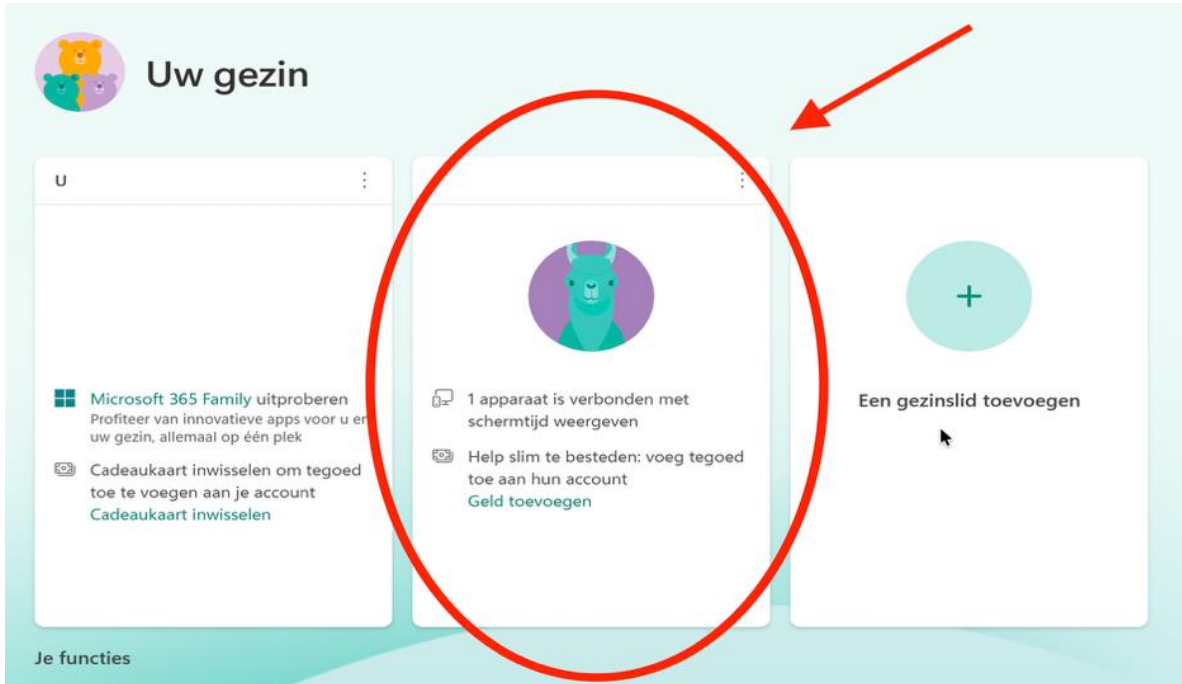 Uw gezin
U
Microsoft 365 Family uitproberen
Profiteer van innovatieve apps voor u en
uw gezin, allemaal op één plek
Cadeaukaart inwisselen om tegoed
toe te voegen aan je account
Cadeaukaart inwisselen
1 apparaat is verbonden met
schermtijd weergeven
Help slim te besteden: voeg tegoed
toe aan hun account
Geld toevoegen
Een gezinslid toevoegen
Je functies